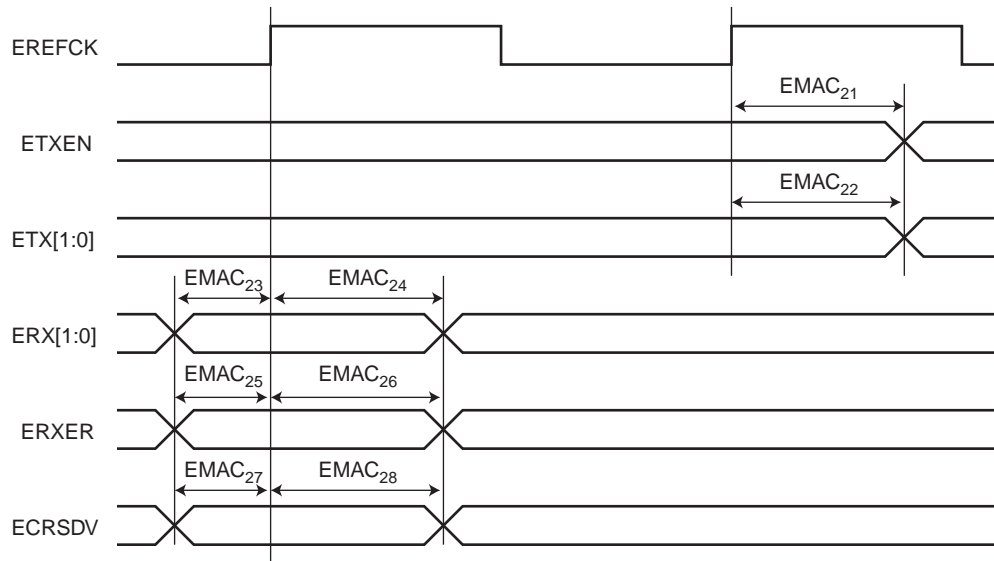 EREFCK
EMAC21
ETXEN
EMAC22
ETX[1:0]
EMAC23 EMAC24
ERX[1:0]
EMAC25 EMAC26
ERXER
EMAC27 EMAC28
ECRSDV